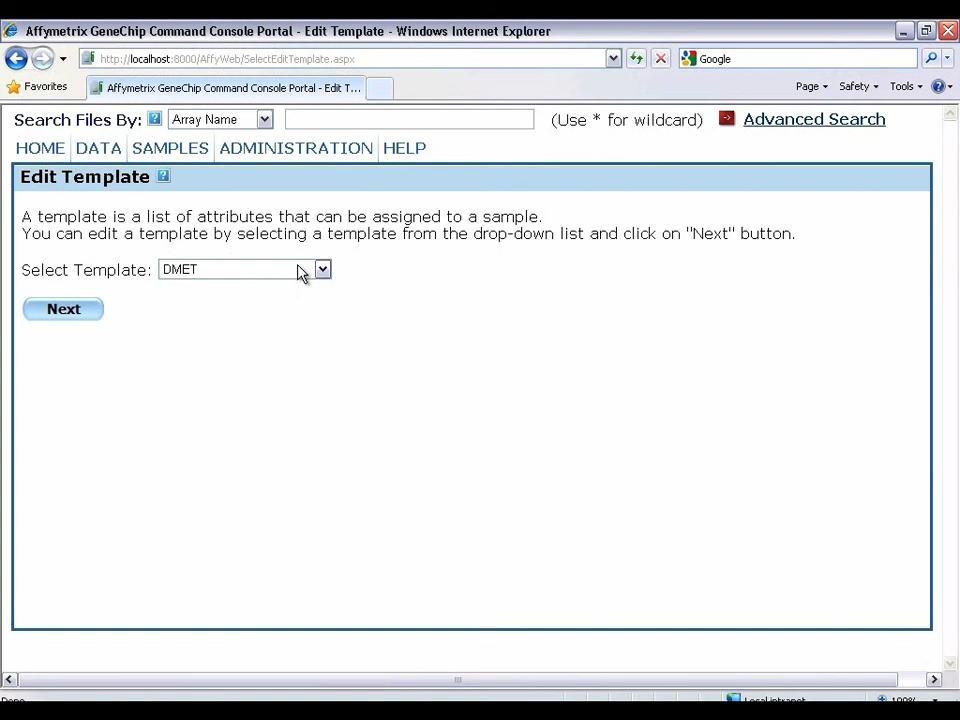 Affymetrix GeneChip Command Console Portal - Edit Template - Windows Internet Explorer
http://localhost:8000/AffyWeb/SelectEditTemplate.aspx
Google
Favorites
Affymetrix GeneChip Command Console Portal - Edit T...
Page Safety Tools
Search Files By: ? Array Name (Use * for wildcard) Advanced Search
HOME DATA SAMPLES ADMINISTRATION HELP
Edit Template ?
A template is a list of attributes that can be assigned to a sample.
You can edit a template by selecting a template from the drop-down list and click on "Next" button.
Select Template: DMET
Next
Done Local intranet 100%